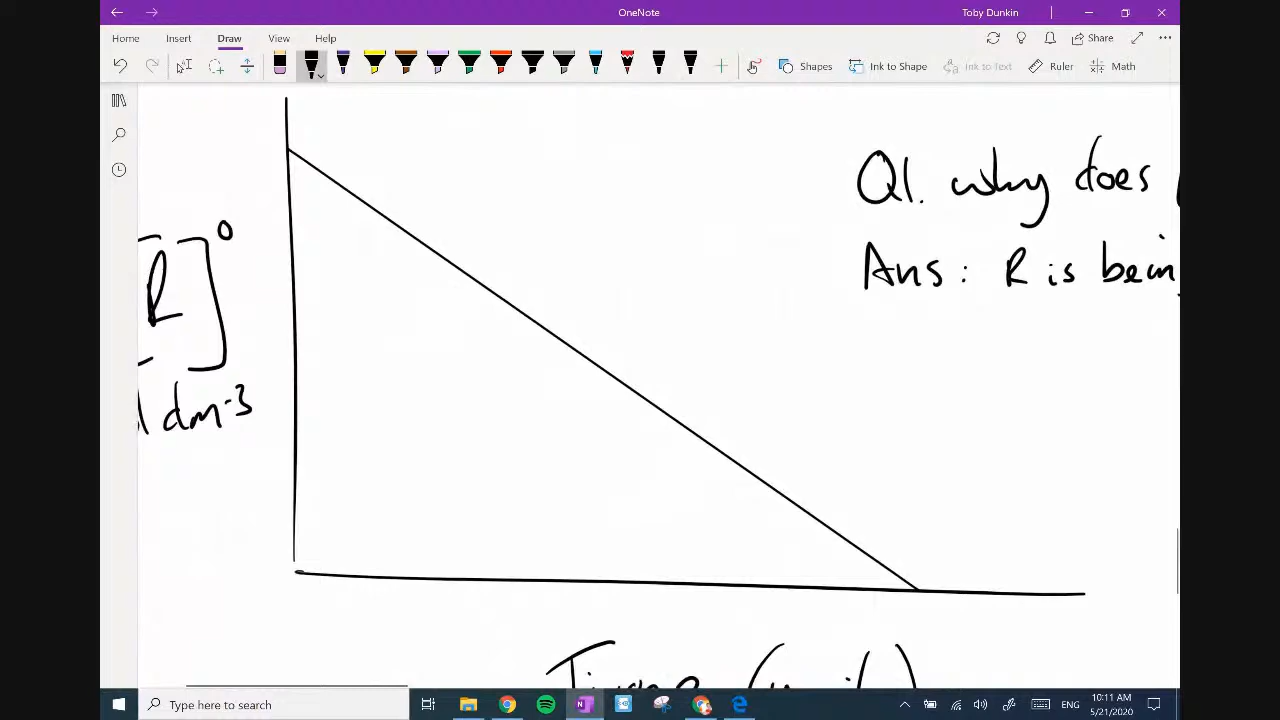 OneNote
Toby Dunkin
Home Insert Draw View Help
Share
Shapes Ink to Shape Ink to Text Ruler Math
Q1. why does
Ans: R is bein
[R]⁰
dm-3
Time (unit)
Type here to search
ENG
10:11 AM
5/21/2020